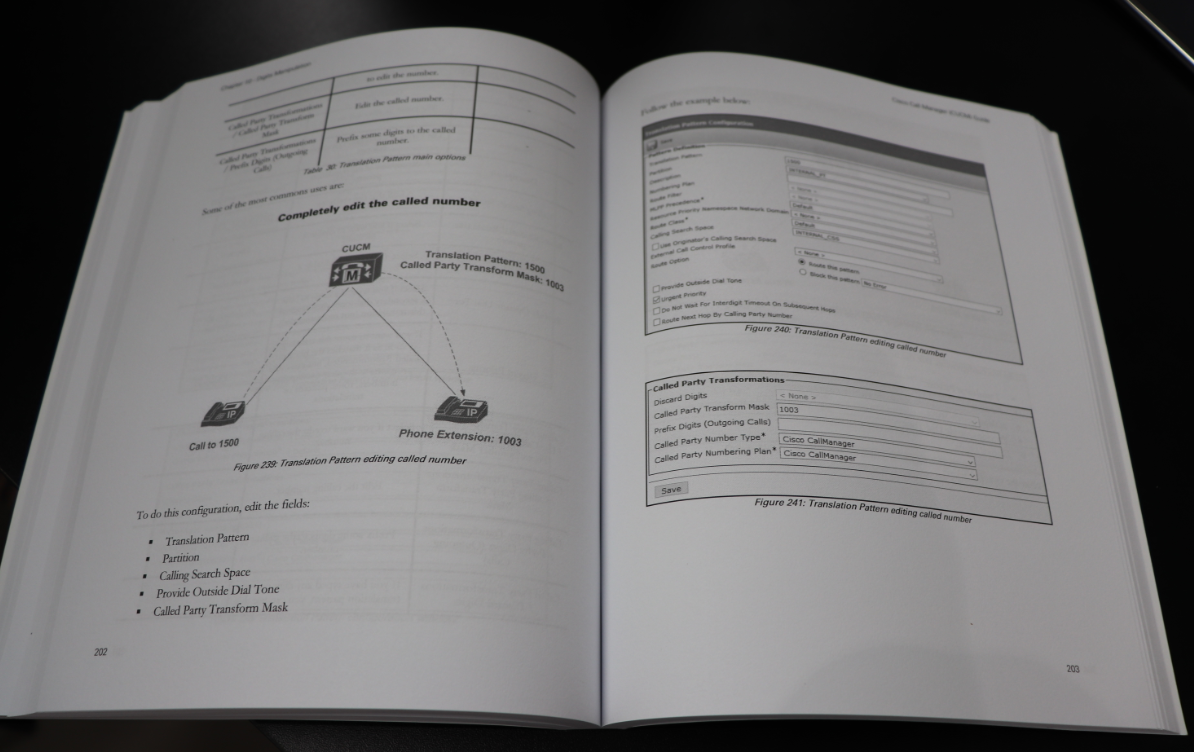 Chapter 10 - Digits Manipulation
to edit the number.
Called Party Transformations
/ Called Party Transform
Mask
Edit the called number.
Called Party Transformations
/ Prefix Digits (Outgoing
Calls)
Prefix some digits to the called
number.
Table 30: Translation Pattern main options
Some of the most commons uses are:
Completely edit the called number
CUCM
M
Translation Pattern: 1500
Called Party Transform Mask: 1003
IP
IP
Call to 1500
Phone Extension: 1003
Figure 239: Translation Pattern editing called number
To do this configuration, edit the fields:
▪ Translation Pattern
▪ Partition
▪ Calling Search Space
▪ Provide Outside Dial Tone
▪ Called Party Transform Mask
202
Follow the example below:
Translation Pattern Configuration
Save
Pattern Definition
Translation Pattern 1500
Partition INTERNAL_PT
Description
Numbering Plan < None >
Route Filter < None >
MLPP Precedence* Default
Resource Priority Namespace Network Domain < None >
Route Class* Default
Calling Search Space INTERNAL_CSS
Use Originator's Calling Search Space
External Call Control Profile < None >
Route Option Route this pattern
Block this pattern No Error
Provide Outside Dial Tone
Urgent Priority
Do Not Wait For Interdigit Timeout On Subsequent Hops
Route Next Hop By Calling Party Number
Figure 240: Translation Pattern editing called number
Called Party Transformations
Discard Digits < None >
Called Party Transform Mask 1003
Prefix Digits (Outgoing Calls)
Called Party Number Type* Cisco CallManager
Called Party Numbering Plan* Cisco CallManager
Save
Figure 241: Translation Pattern editing called number
203